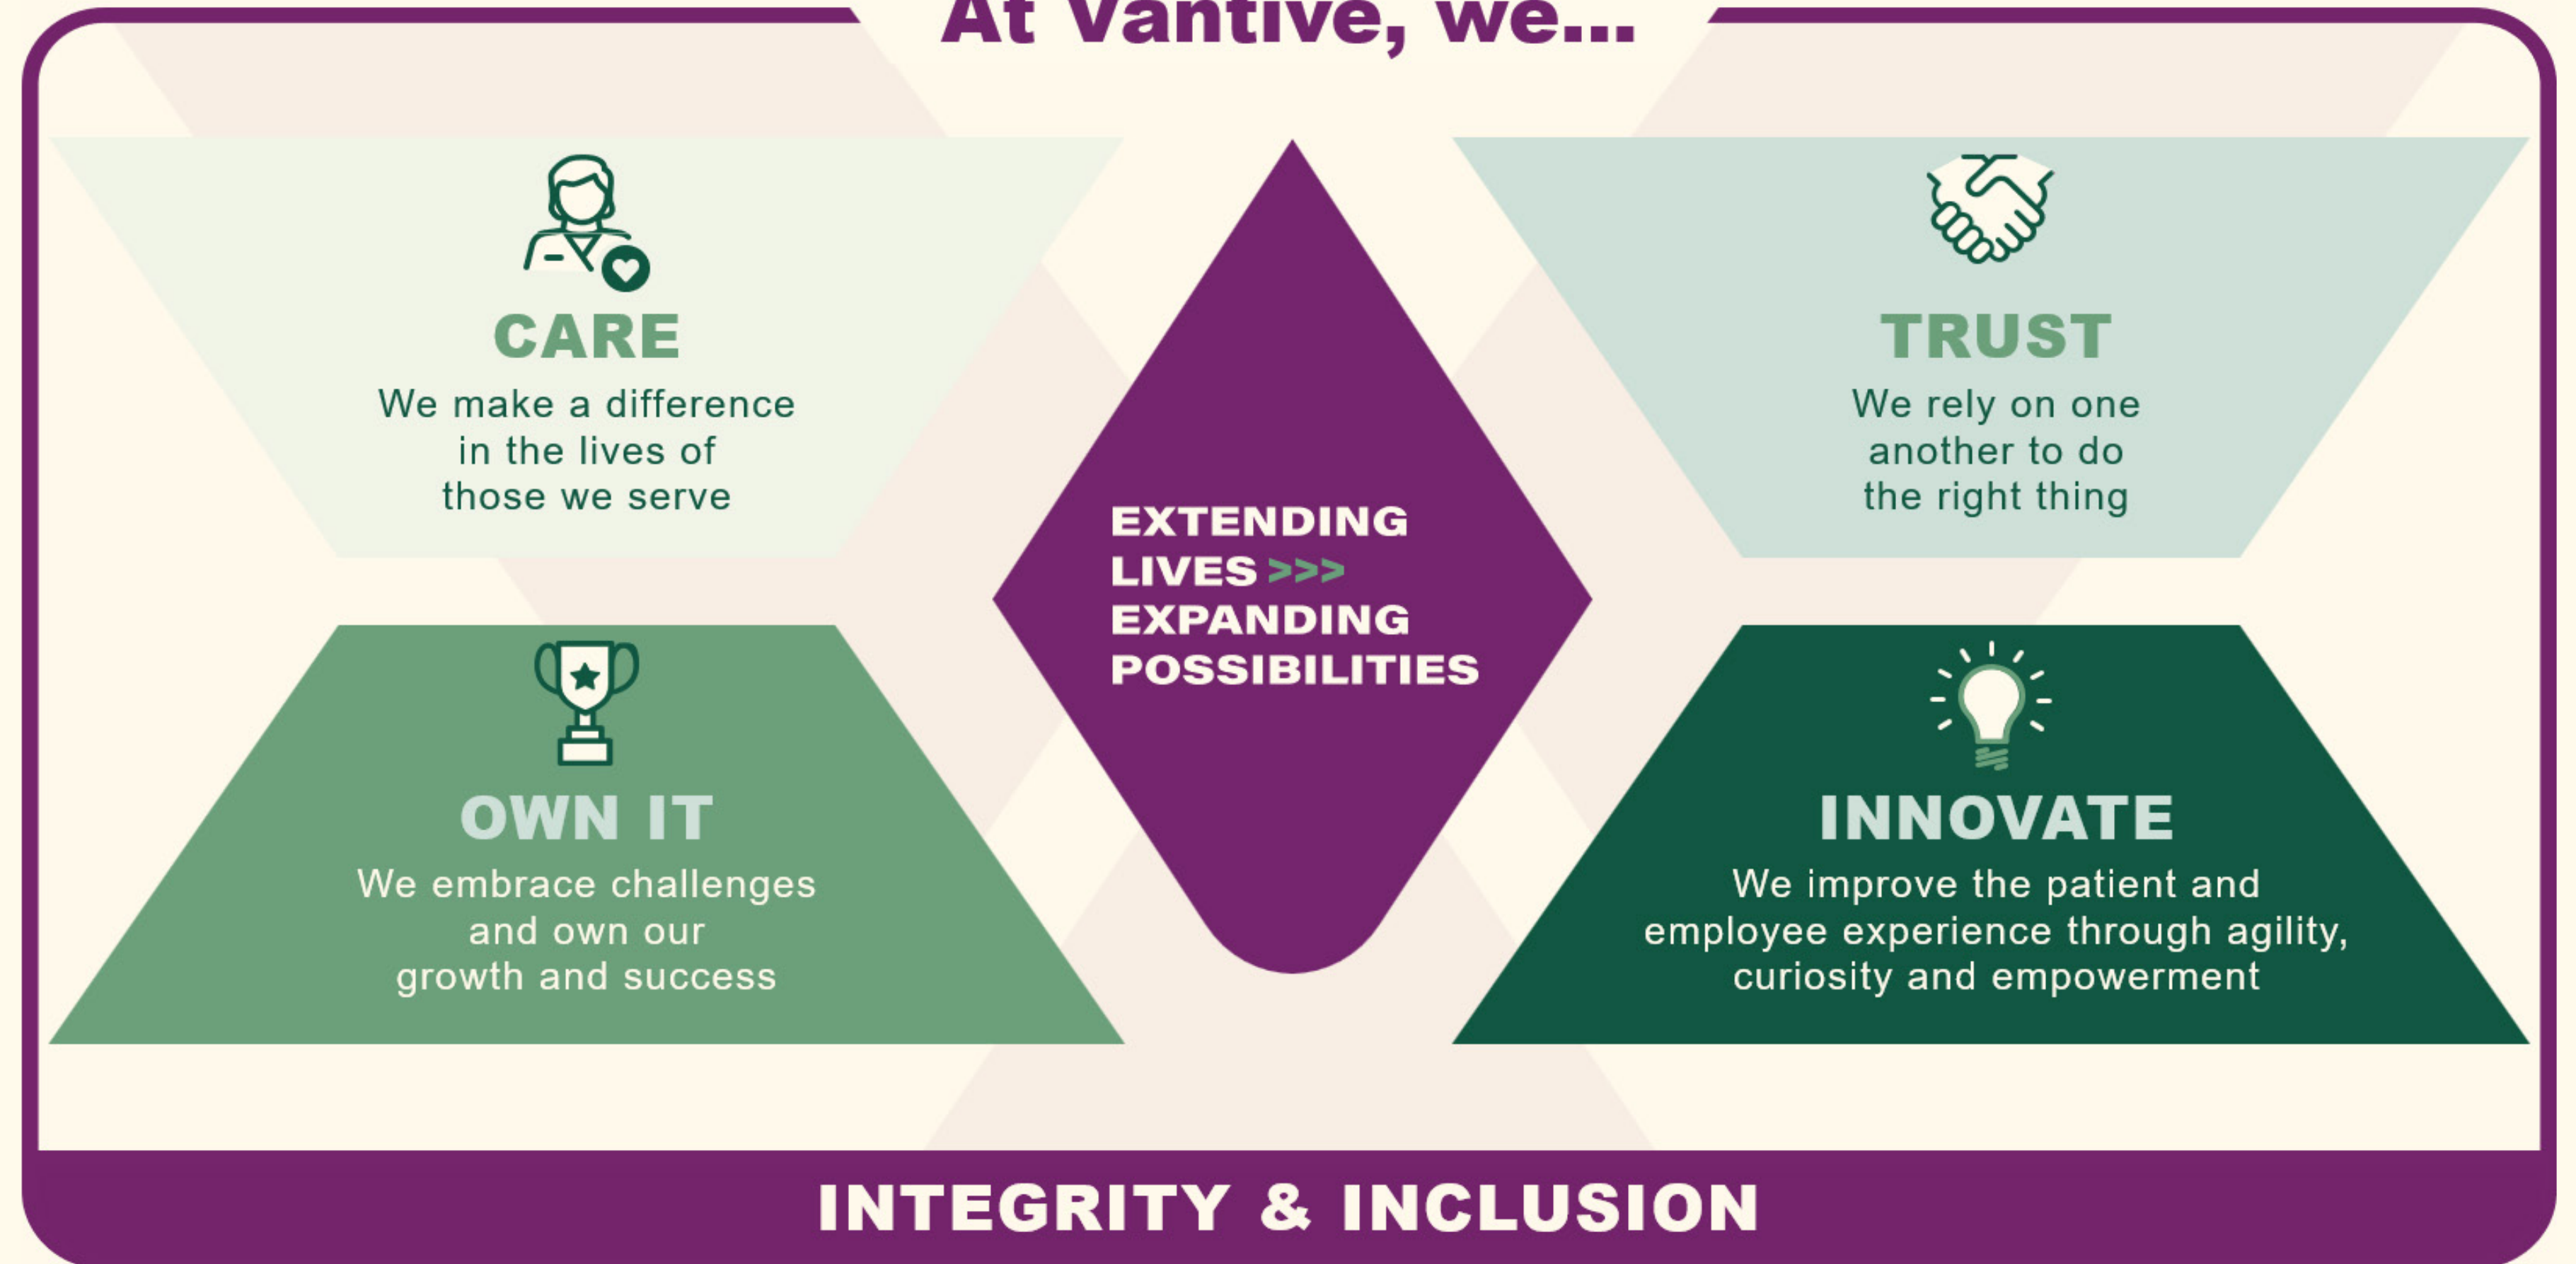 At Vantive, we...
CARE
We make a difference
in the lives of
those we serve
TRUST
We rely on one
another to do
the right thing
EXTENDING
LIVES >>>
EXPANDING
POSSIBILITIES
OWN IT
We embrace challenges
and own our
growth and success
INNOVATE
We improve the patient and
employee experience through agility,
curiosity and empowerment
INTEGRITY & INCLUSION